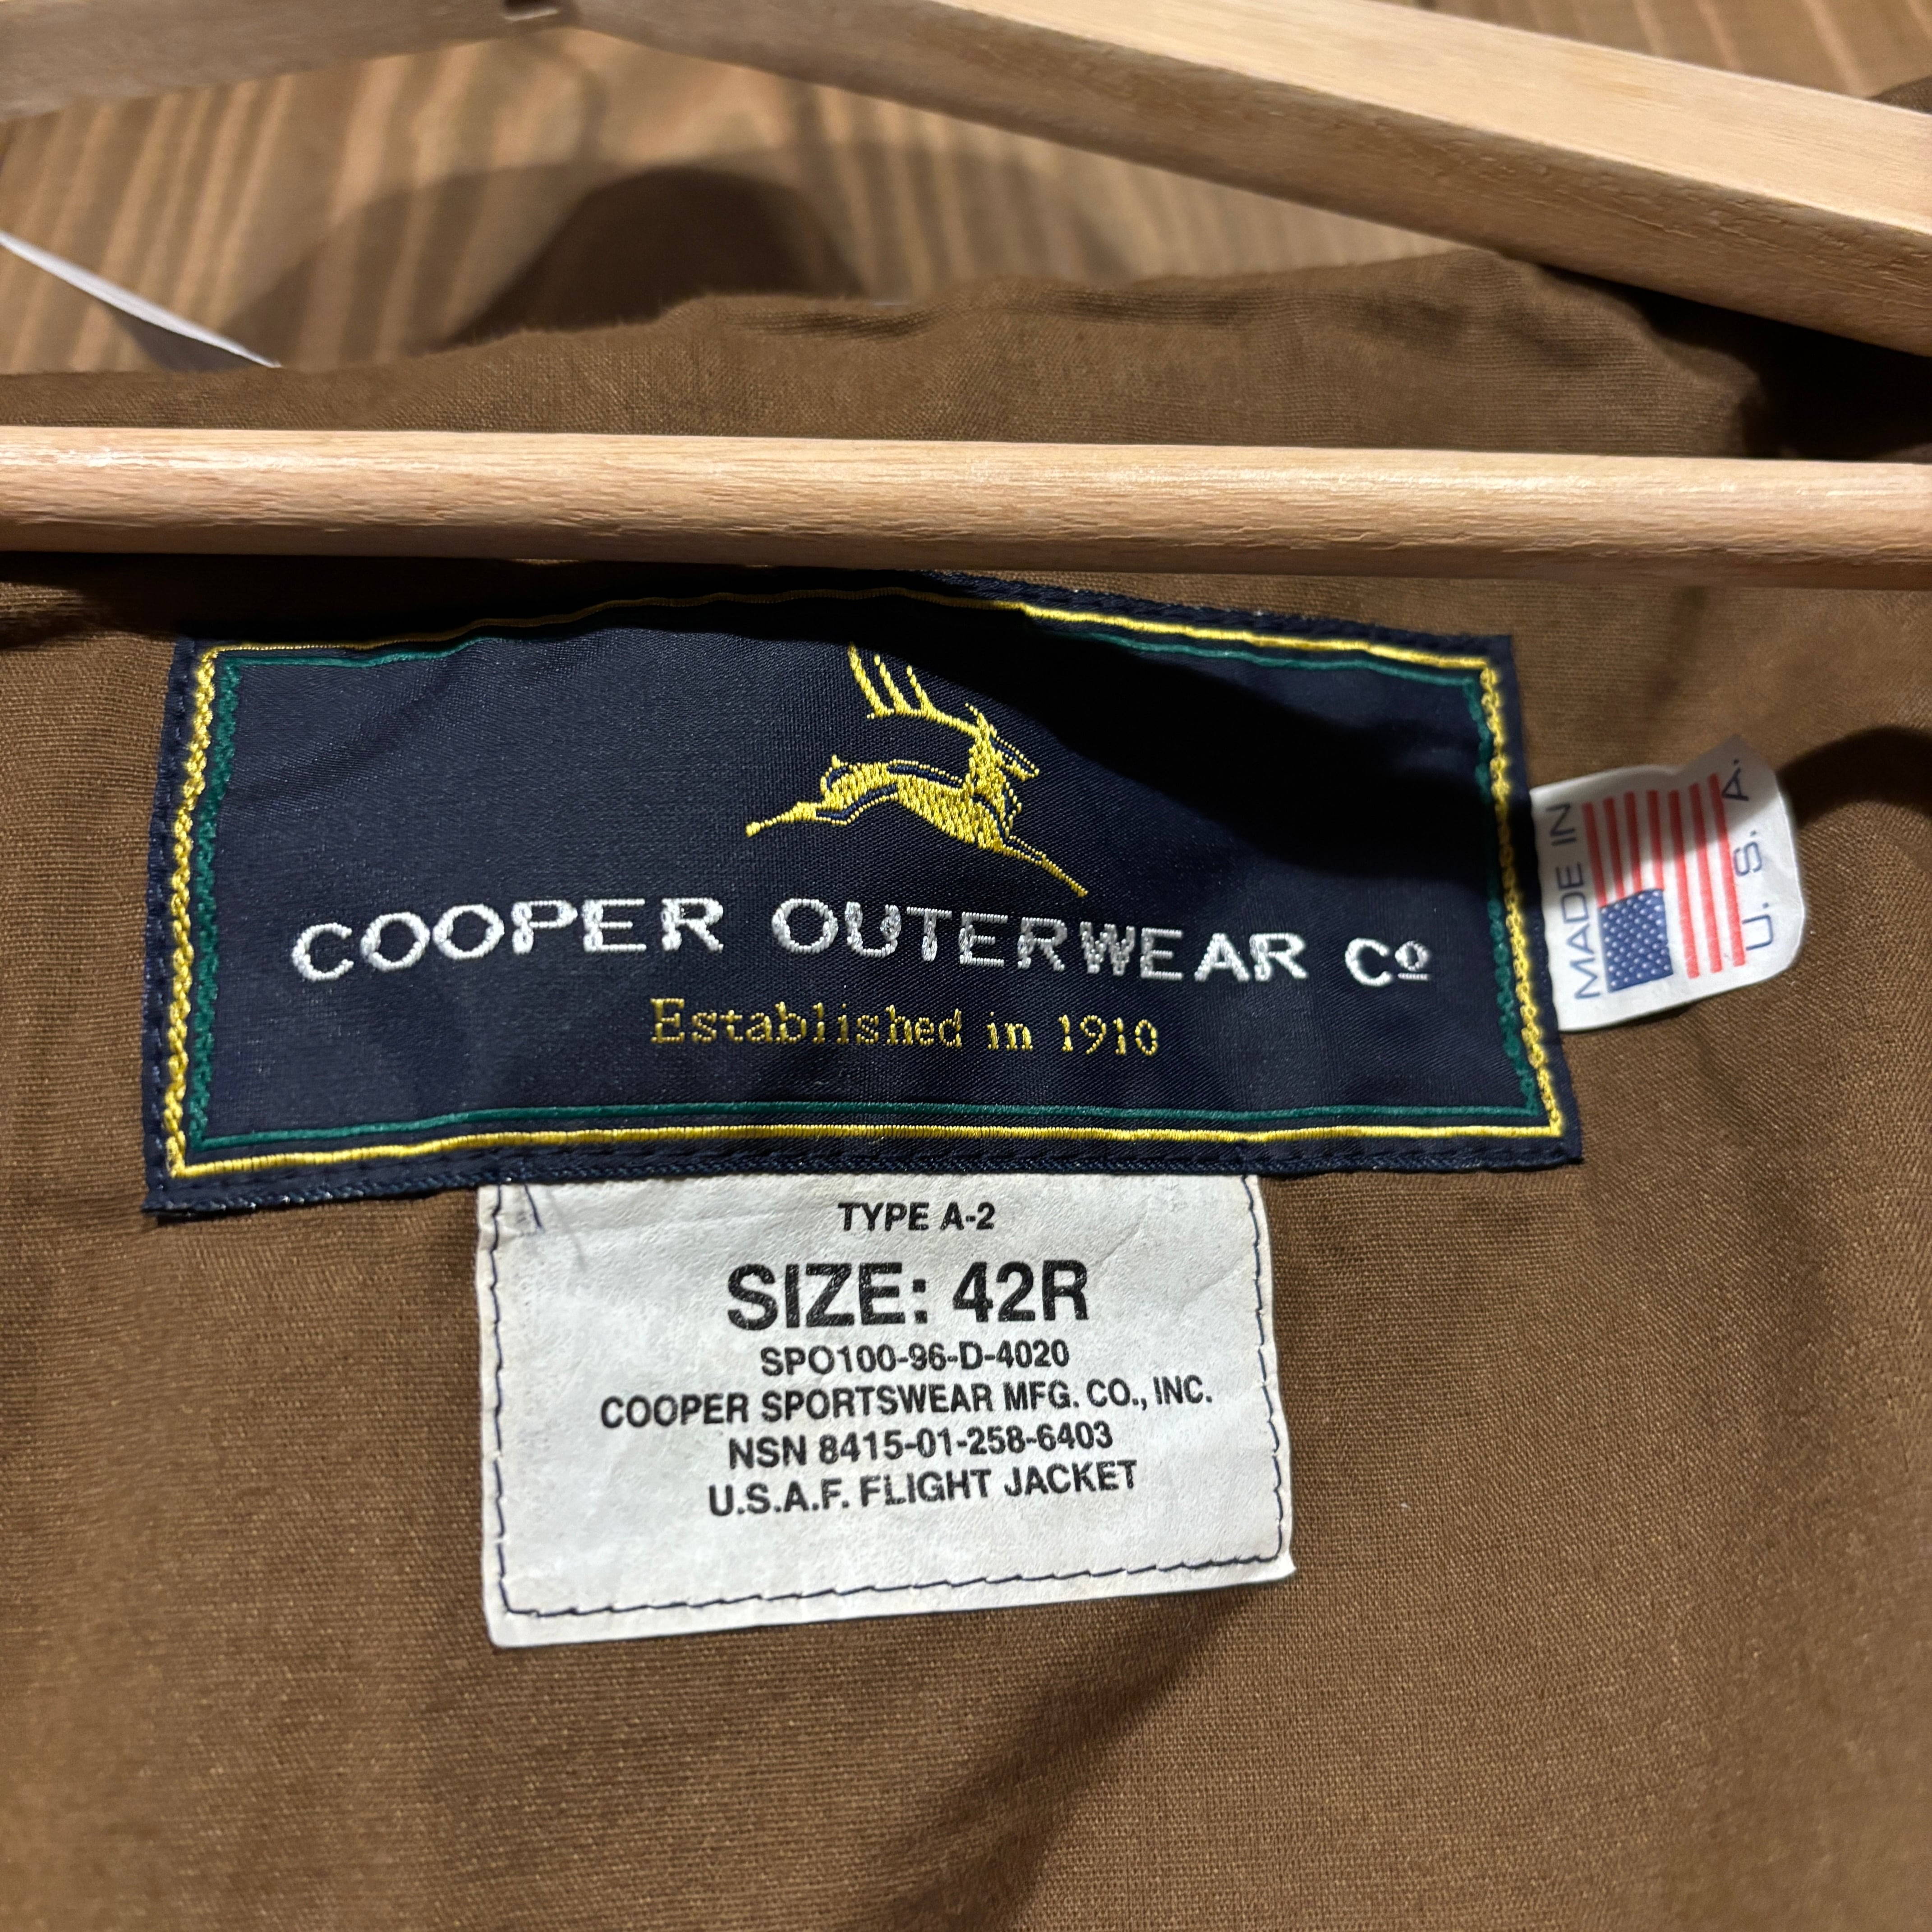 COOPER OUTERWEAR Cº
Established in 1910
MADE IN
U. S. A.
TYPE A-2
SIZE: 42R
SPO100-96-D-4020
COOPER SPORTSWEAR MFG. CO., INC.
NSN 8415-01-258-6403
U.S.A.F. FLIGHT JACKET